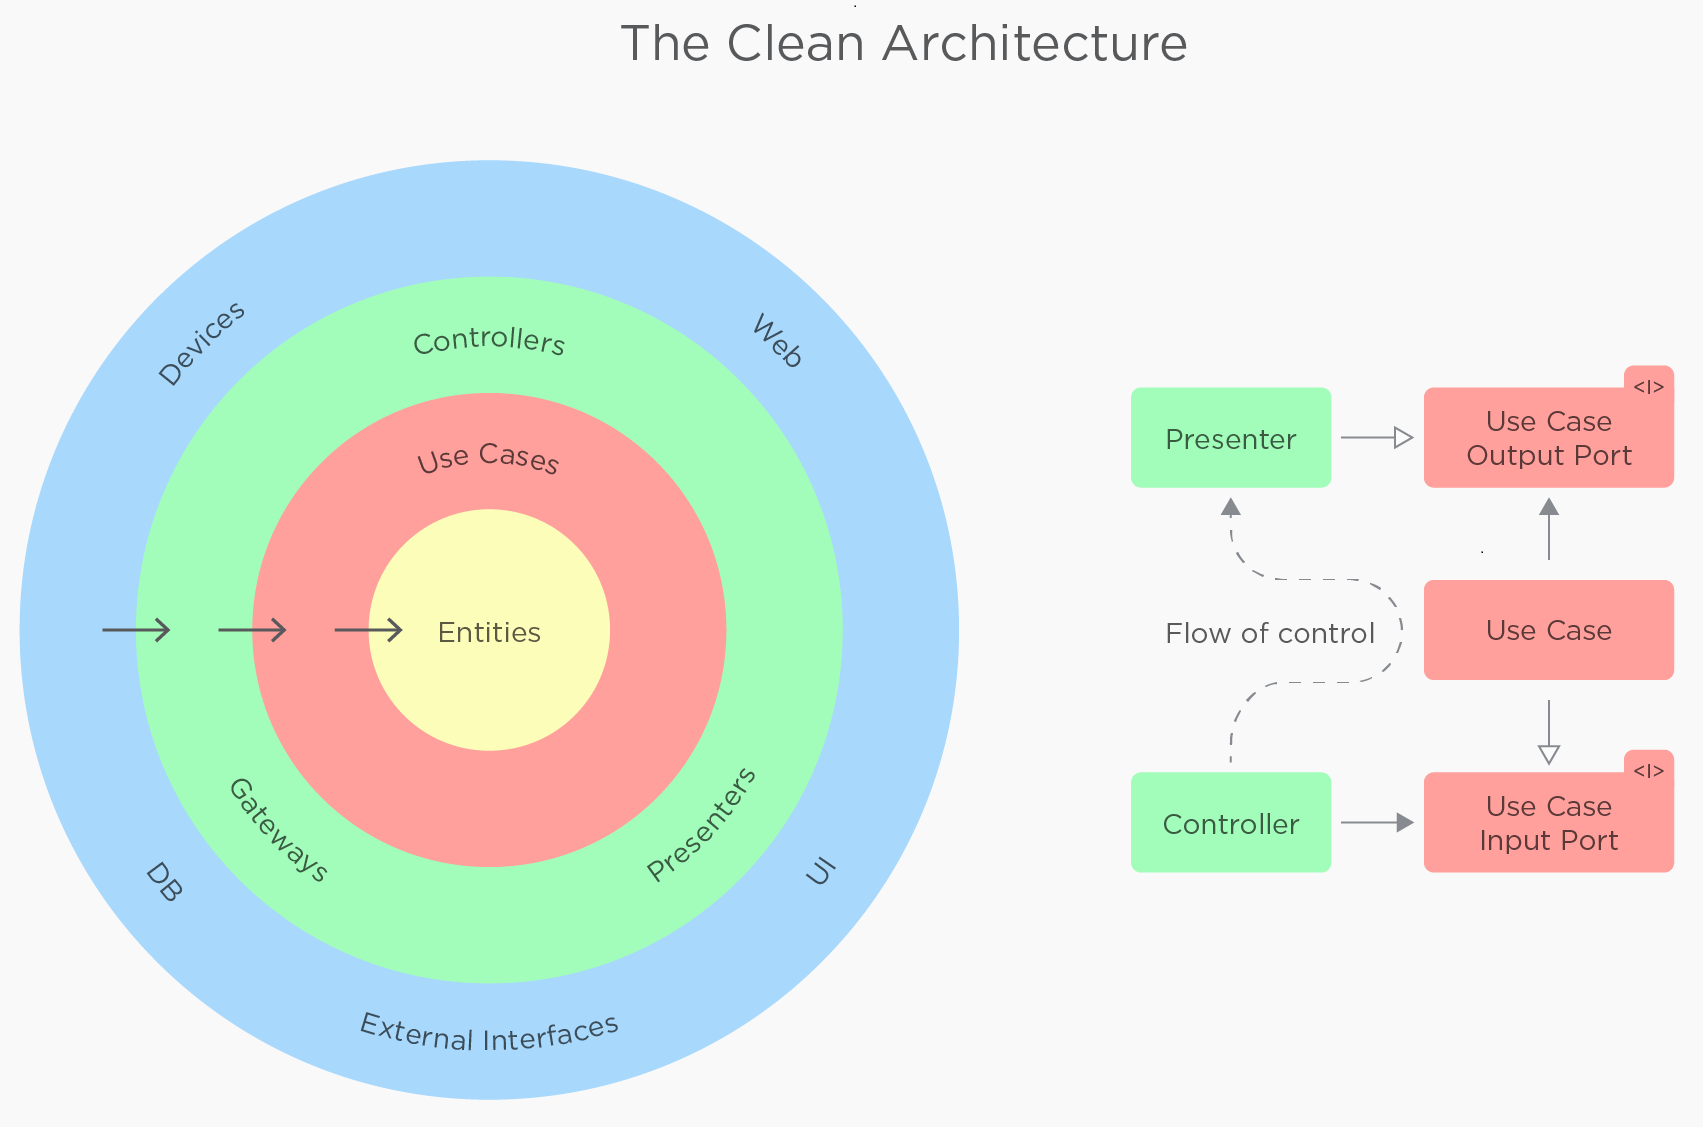 The Clean Architecture
Devices
Web
Controllers
Use Cases
Entities
Gateways
Presenters
DB
UI
External Interfaces
Presenter
<I>
Use Case
Output Port
Flow of control
Use Case
Controller
<I>
Use Case
Input Port